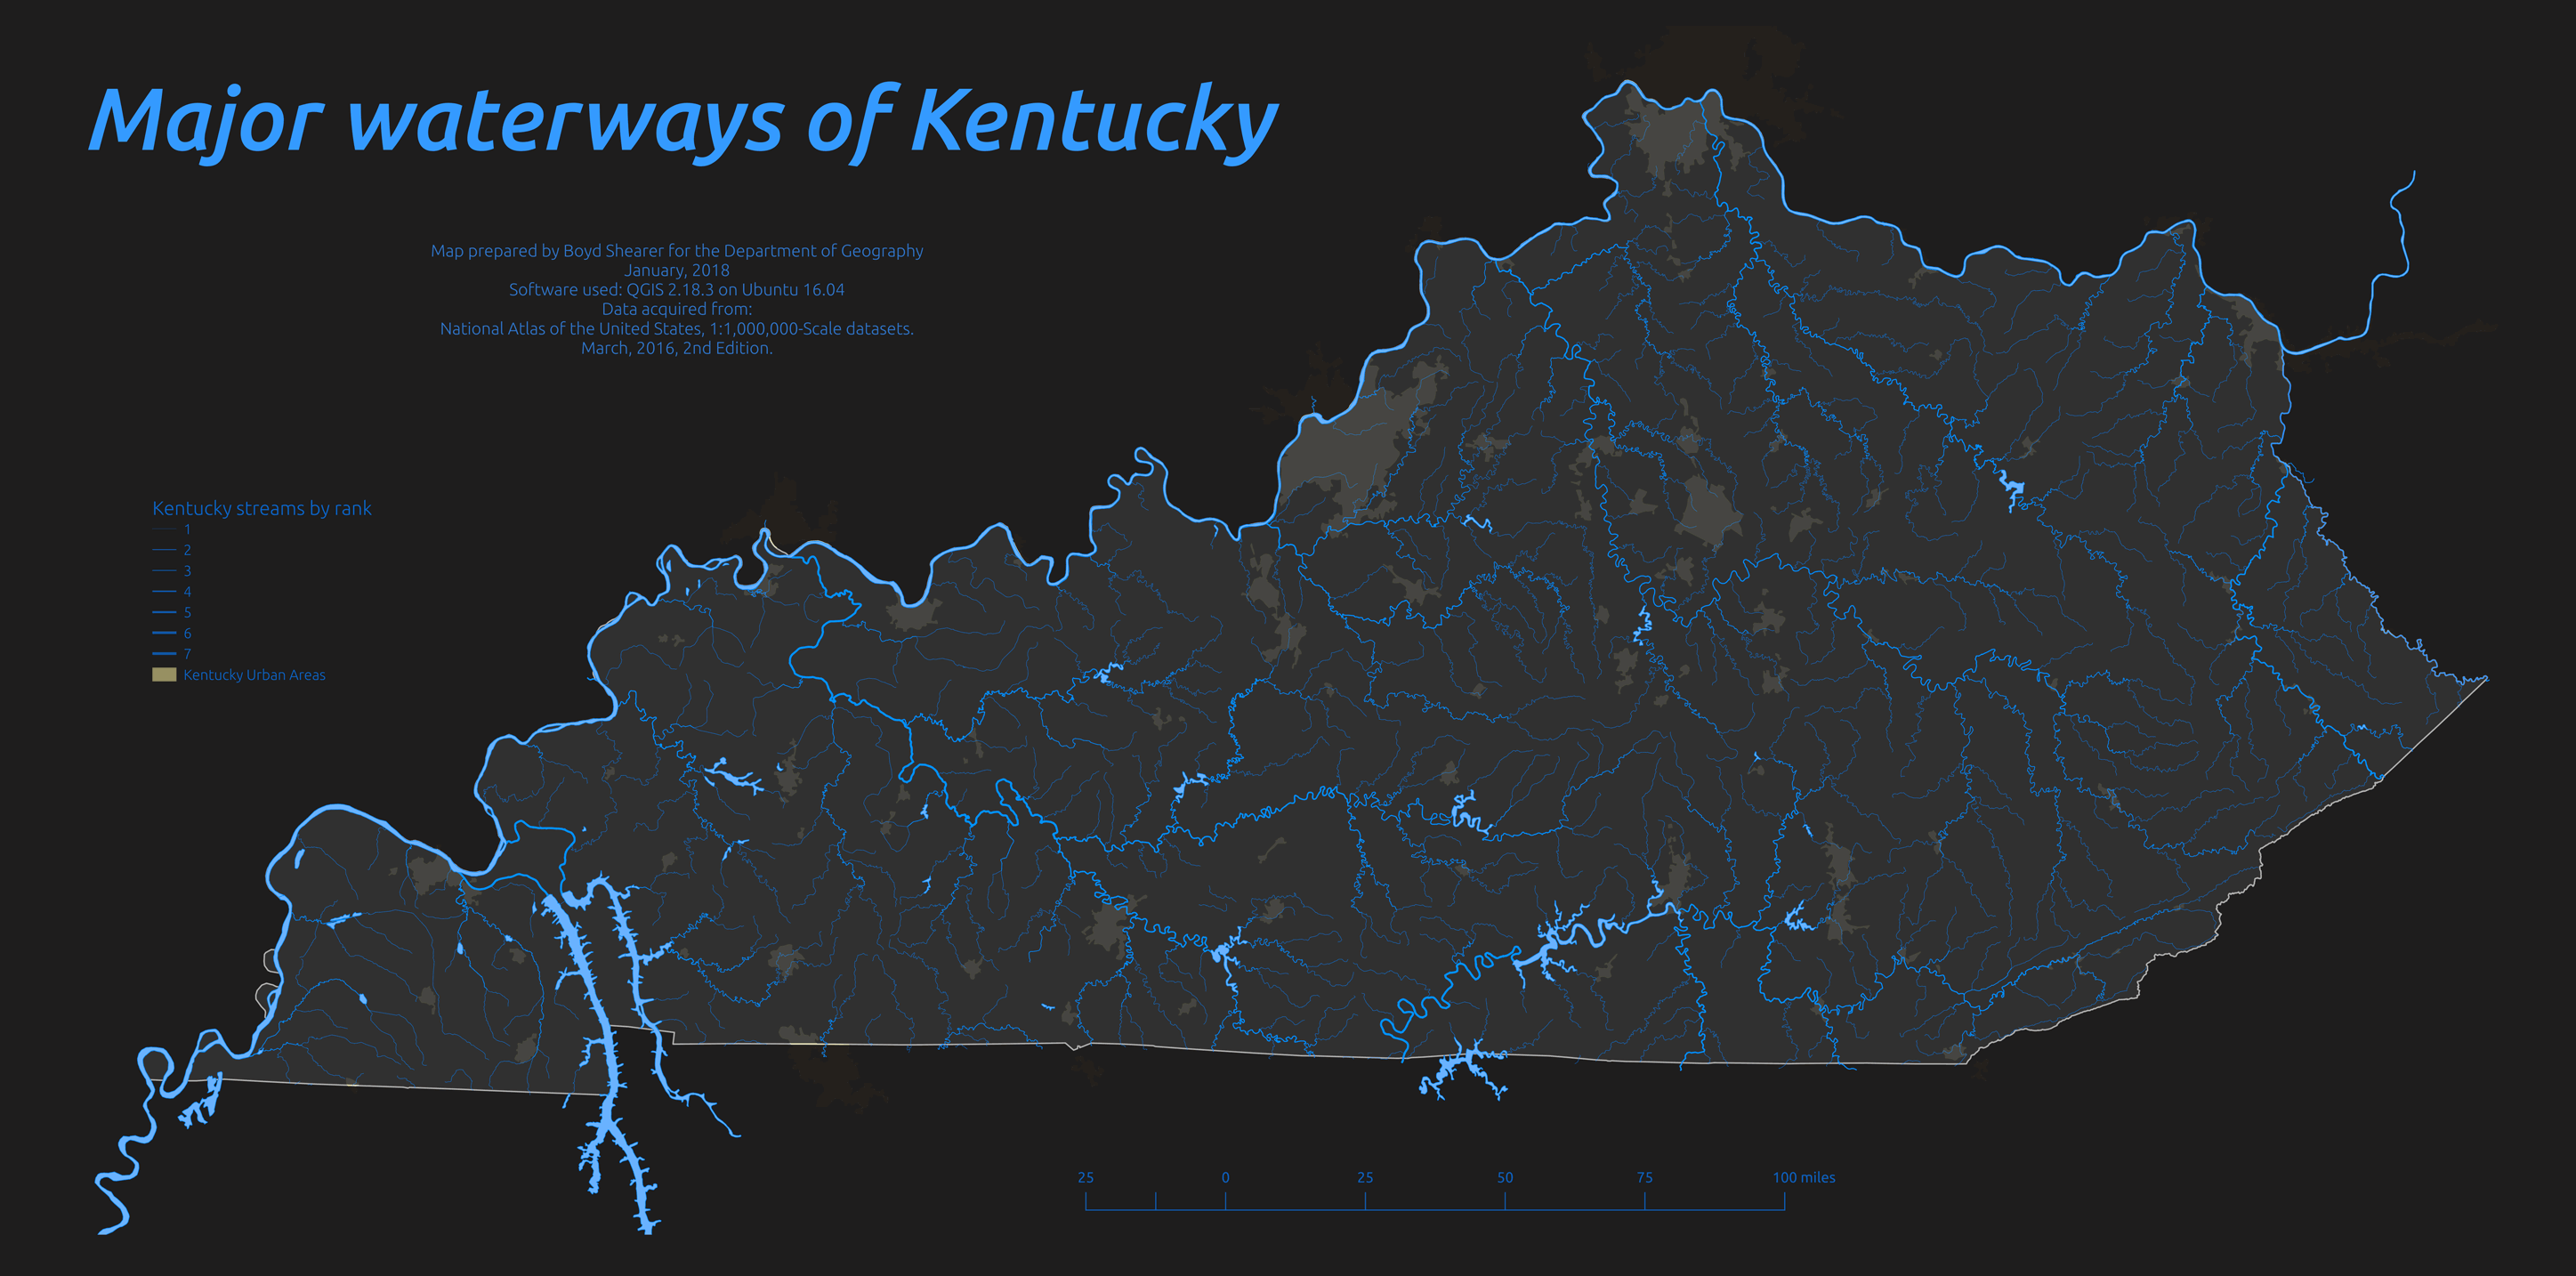 Major waterways of Kentucky
Map prepared by Boyd Shearer for the Department of Geography
January, 2018
Software used: QGIS 2.18.3 on Ubuntu 16.04
Data acquired from:
National Atlas of the United States, 1:1,000,000-Scale datasets.
March, 2016, 2nd Edition.
Kentucky streams by rank
1
2
3
4
5
6
7
Kentucky Urban Areas
25 0 25 50 75 100 miles